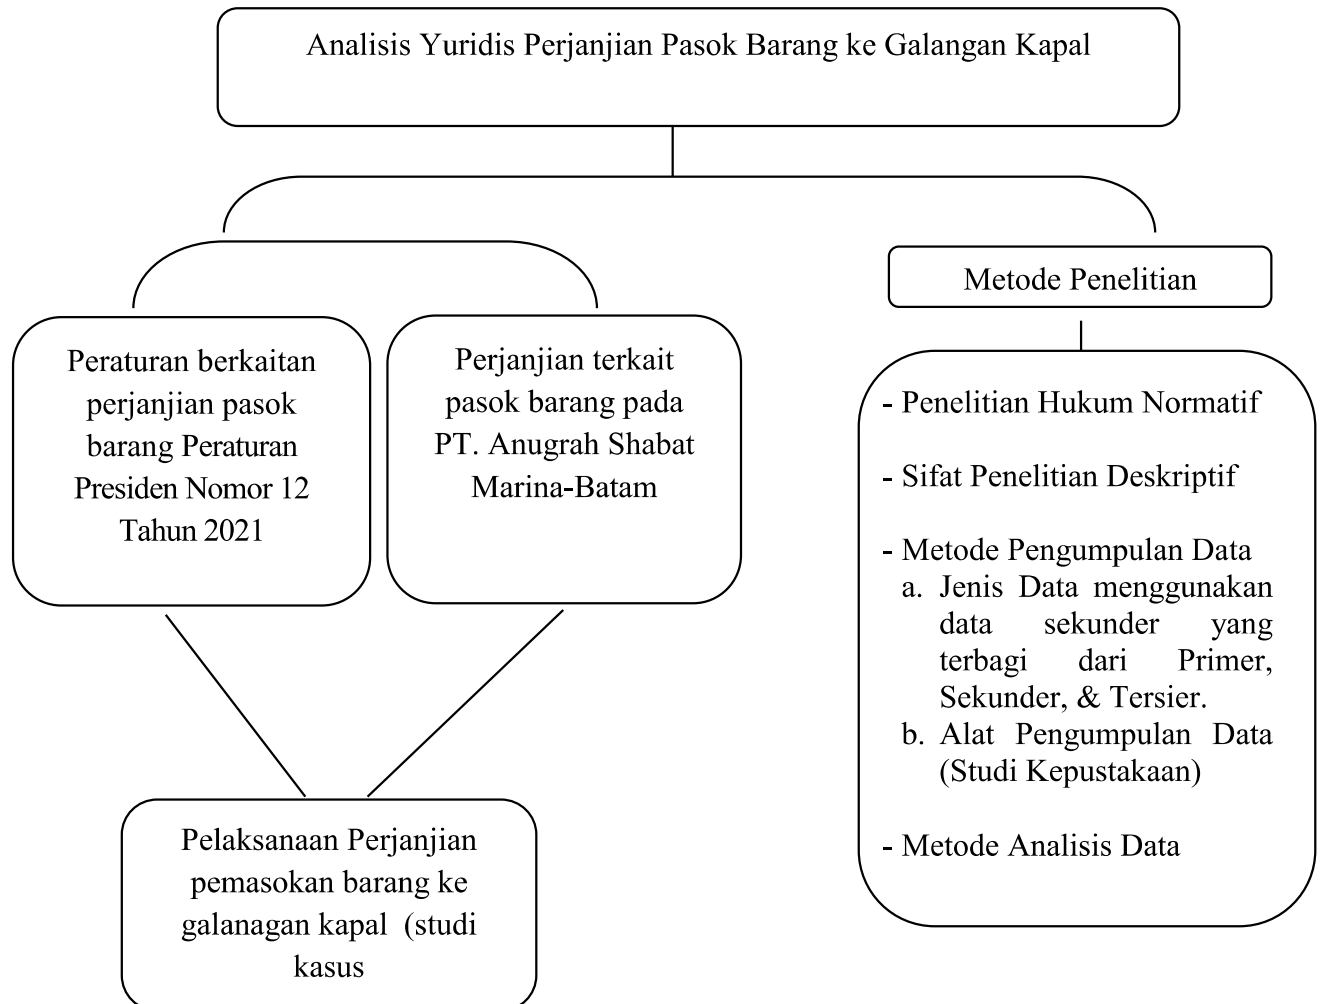 Analisis Yuridis Perjanjian Pasok Barang ke Galangan Kapal
Peraturan berkaitan
perjanjian pasok
barang Peraturan
Presiden Nomor 12
Tahun 2021
Perjanjian terkait
pasok barang pada
PT. Anugrah Shabat
Marina-Batam
Pelaksanaan Perjanjian
pemasokan barang ke
galanagan kapal (studi
kasus
Metode Penelitian
- Penelitian Hukum Normatif
- Sifat Penelitian Deskriptif
- Metode Pengumpulan Data
a. Jenis Data menggunakan
data sekunder yang
terbagi dari Primer,
Sekunder, & Tersier.
b. Alat Pengumpulan Data
(Studi Kepustakaan)
- Metode Analisis Data